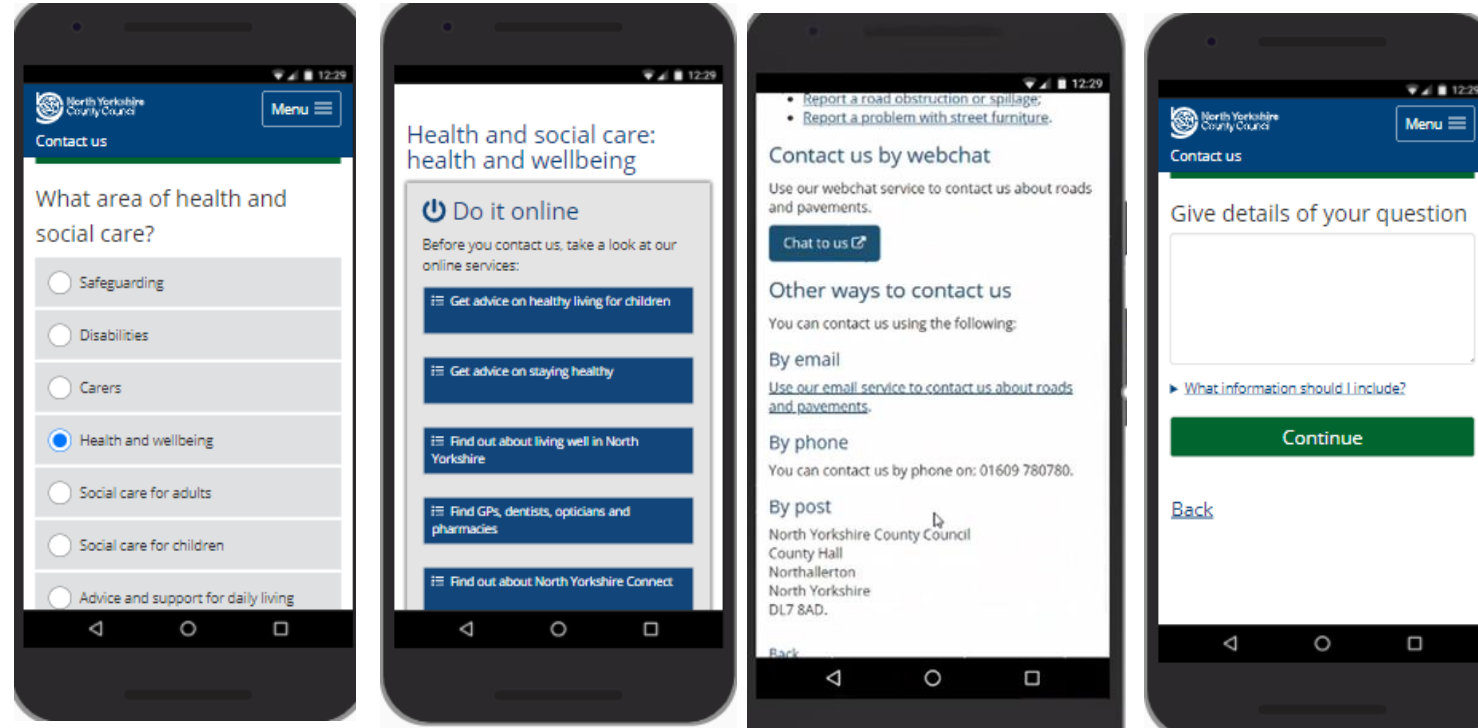 12:29
North Yorkshire
County Council
Menu
Contact us
What area of health and
social care?
Safeguarding
Disabilities
Carers
Health and wellbeing
Social care for adults
Social care for children
Advice and support for daily living
12:29
Health and social care:
health and wellbeing
Do it online
Before you contact us, take a look at our
online services:
Get advice on healthy living for children
Get advice on staying healthy
Find out about living well in North
Yorkshire
Find GPs, dentists, opticians and
pharmacies
Find out about North Yorkshire Connect
12:29
• Report a road obstruction or spillage;
• Report a problem with street furniture.
Contact us by webchat
Use our webchat service to contact us about roads
and pavements.
Chat to us
Other ways to contact us
You can contact us using the following:
By email
Use our email service to contact us about roads
and pavements.
By phone
You can contact us by phone on: 01609 780780.
By post
North Yorkshire County Council
County Hall
Northallerton
North Yorkshire
DL7 8AD.
Back
12:29
North Yorkshire
County Council
Menu
Contact us
Give details of your question
What information should I include?
Continue
Back